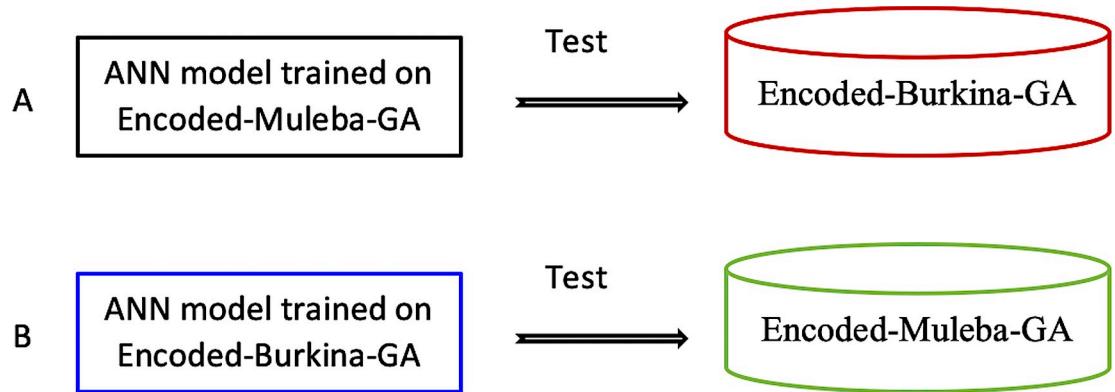 A
ANN model trained on
Encoded-Muleba-GA
Test
Encoded-Burkina-GA
B
ANN model trained on
Encoded-Burkina-GA
Test
Encoded-Muleba-GA